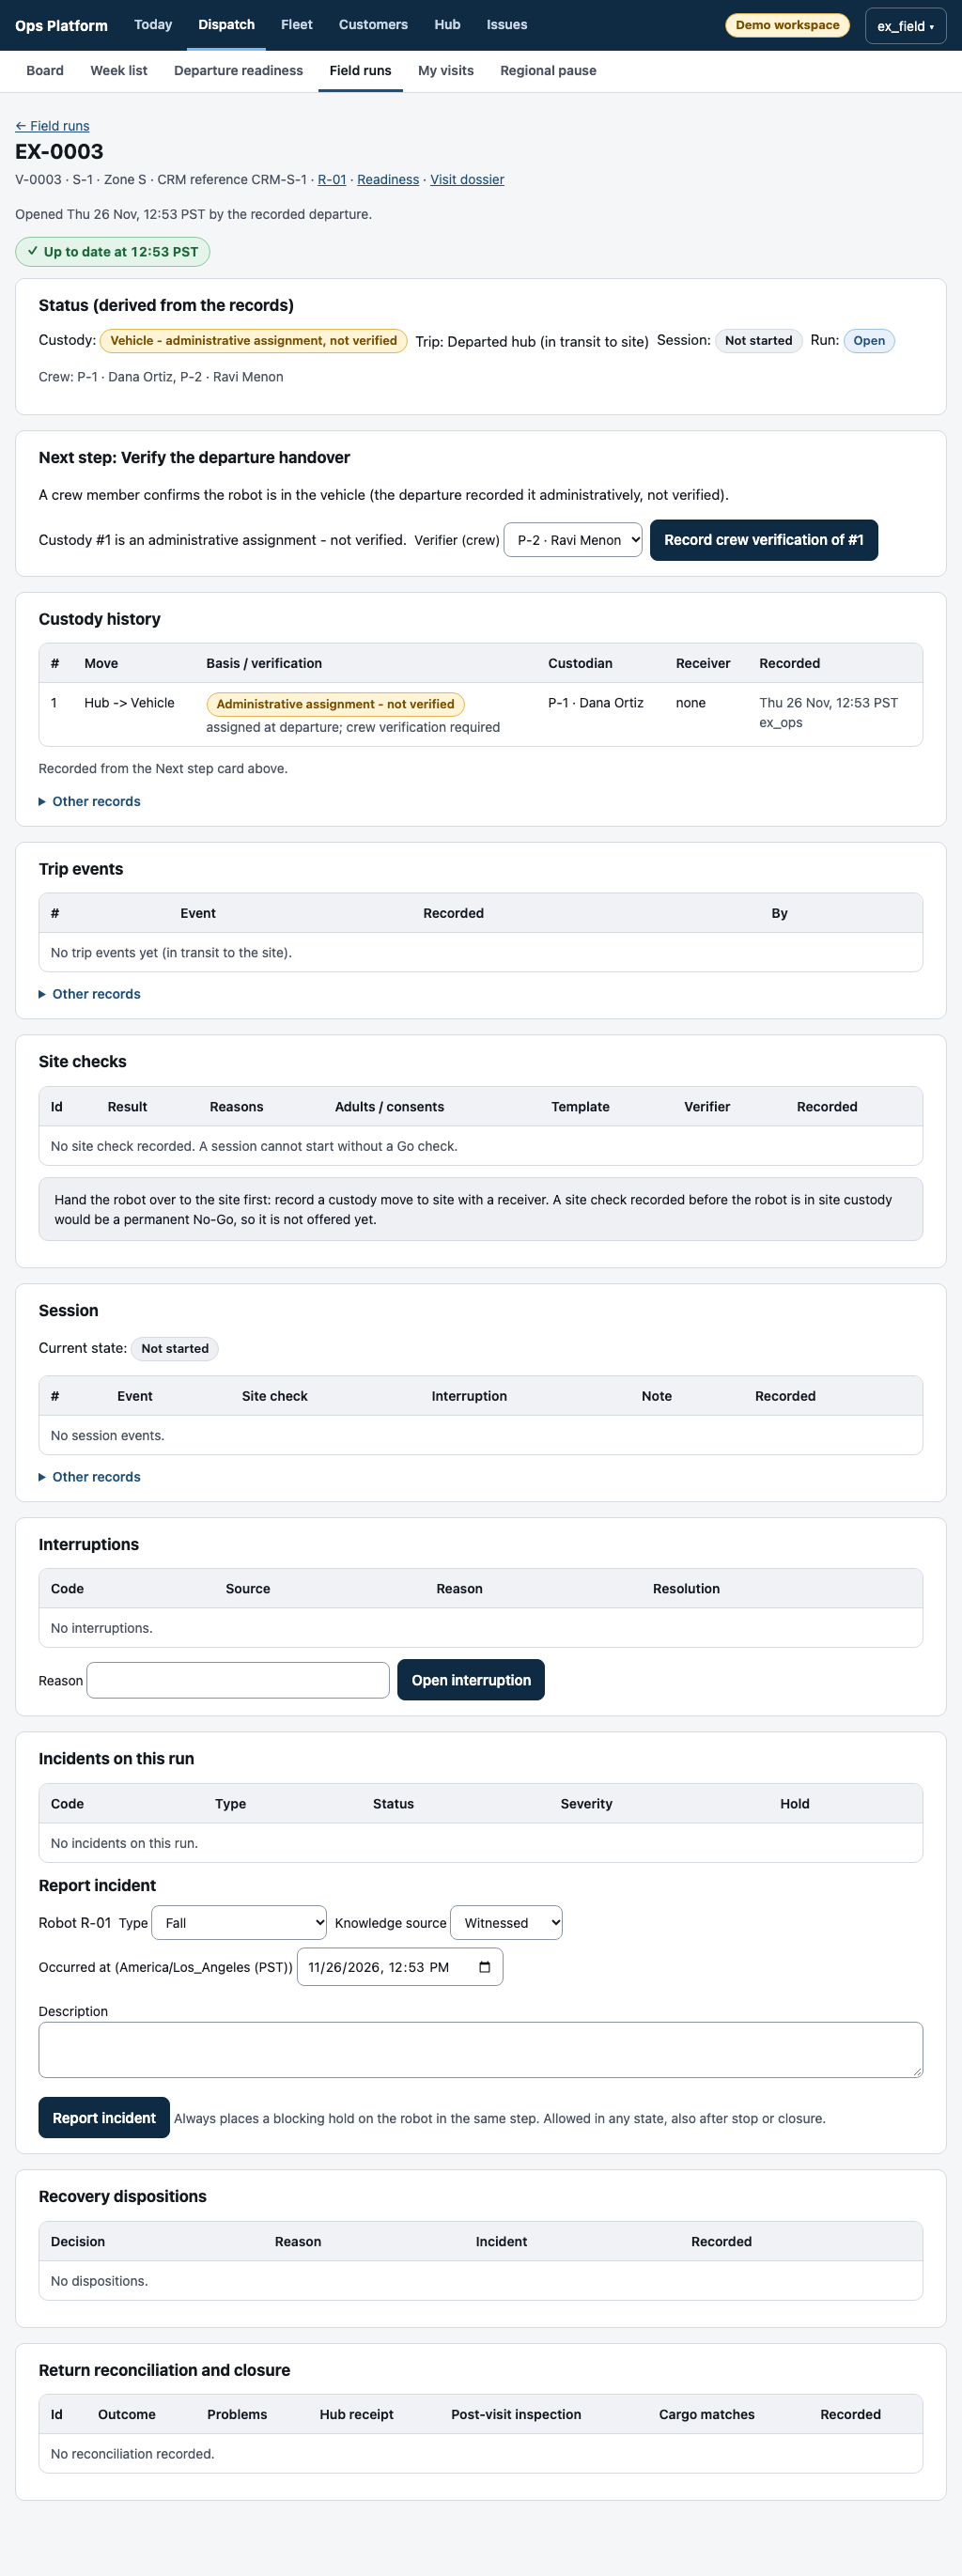 Ops Platform Today Dispatch Fleet Customers Hub Issues Demo workspace ex_field ▾
Board Week list Departure readiness Field runs My visits Regional pause
← Field runs
EX-0003
V-0003 · S-1 · Zone S · CRM reference CRM-S-1 · R-01 · Readiness · Visit dossier
Opened Thu 26 Nov, 12:53 PST by the recorded departure.
✓ Up to date at 12:53 PST
Status (derived from the records)
Custody: Vehicle - administrative assignment, not verified Trip: Departed hub (in transit to site) Session: Not started Run: Open
Crew: P-1 · Dana Ortiz, P-2 · Ravi Menon
Next step: Verify the departure handover
A crew member confirms the robot is in the vehicle (the departure recorded it administratively, not verified).
Custody #1 is an administrative assignment - not verified. Verifier (crew) P-2 · Ravi Menon Record crew verification of #1
Custody history
# Move Basis / verification Custodian Receiver Recorded
1 Hub -> Vehicle Administrative assignment - not verified P-1 · Dana Ortiz none Thu 26 Nov, 12:53 PST
assigned at departure; crew verification required ex_ops
Recorded from the Next step card above.
▶ Other records
Trip events
# Event Recorded By
No trip events yet (in transit to the site).
▶ Other records
Site checks
Id Result Reasons Adults / consents Template Verifier Recorded
No site check recorded. A session cannot start without a Go check.
Hand the robot over to the site first: record a custody move to site with a receiver. A site check recorded before the robot is in site custody
would be a permanent No-Go, so it is not offered yet.
Session
Current state: Not started
# Event Site check Interruption Note Recorded
No session events.
▶ Other records
Interruptions
Code Source Reason Resolution
No interruptions.
Reason Open interruption
Incidents on this run
Code Type Status Severity Hold
No incidents on this run.
Report incident
Robot R-01 Type Fall Knowledge source Witnessed
Occurred at (America/Los_Angeles (PST)) 11/26/2026, 12:53 PM
Description
Report incident Always places a blocking hold on the robot in the same step. Allowed in any state, also after stop or closure.
Recovery dispositions
Decision Reason Incident Recorded
No dispositions.
Return reconciliation and closure
Id Outcome Problems Hub receipt Post-visit inspection Cargo matches Recorded
No reconciliation recorded.